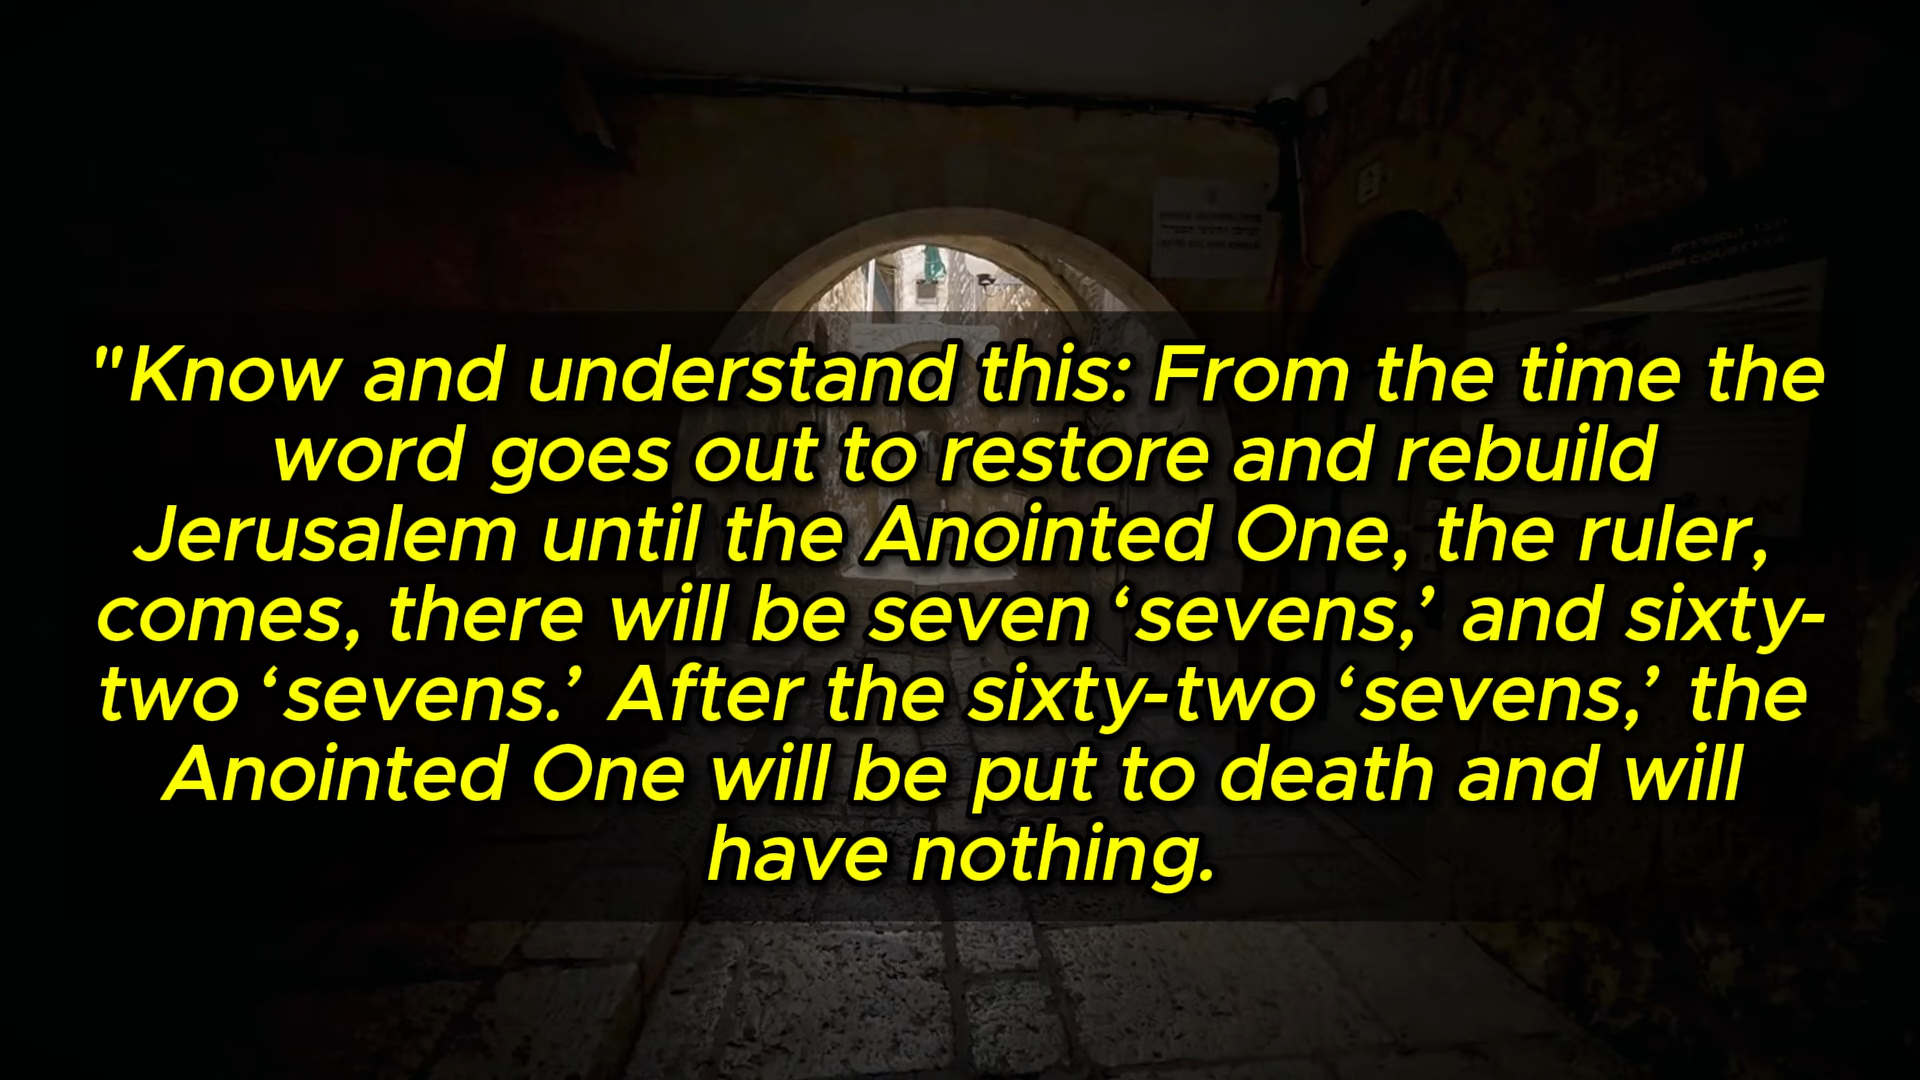 "Know and understand this: From the time the
word goes out to restore and rebuild
Jerusalem until the Anointed One, the ruler,
comes, there will be seven ‘sevens,’ and sixty-
two ‘sevens.’ After the sixty-two ‘sevens,’ the
Anointed One will be put to death and will
have nothing.